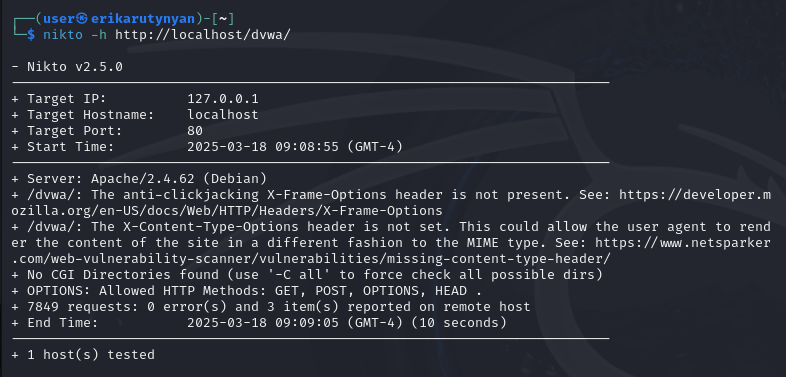 ┌──(user㉿erikarutynyan)-[~]
└─$ nikto -h http://localhost/dvwa/
- Nikto v2.5.0
---------------------------------------------------------------------------
+ Target IP:          127.0.0.1
+ Target Hostname:    localhost
+ Target Port:        80
+ Start Time:         2025-03-18 09:08:55 (GMT-4)
---------------------------------------------------------------------------
+ Server: Apache/2.4.62 (Debian)
+ /dvwa/: The anti-clickjacking X-Frame-Options header is not present. See: https://developer.m
ozilla.org/en-US/docs/Web/HTTP/Headers/X-Frame-Options
+ /dvwa/: The X-Content-Type-Options header is not set. This could allow the user agent to rend
er the content of the site in a different fashion to the MIME type. See: https://www.netsparker
.com/web-vulnerability-scanner/vulnerabilities/missing-content-type-header/
+ No CGI Directories found (use '-C all' to force check all possible dirs)
+ OPTIONS: Allowed HTTP Methods: GET, POST, OPTIONS, HEAD .
+ 7849 requests: 0 error(s) and 3 item(s) reported on remote host
+ End Time:           2025-03-18 09:09:05 (GMT-4) (10 seconds)
---------------------------------------------------------------------------
+ 1 host(s) tested